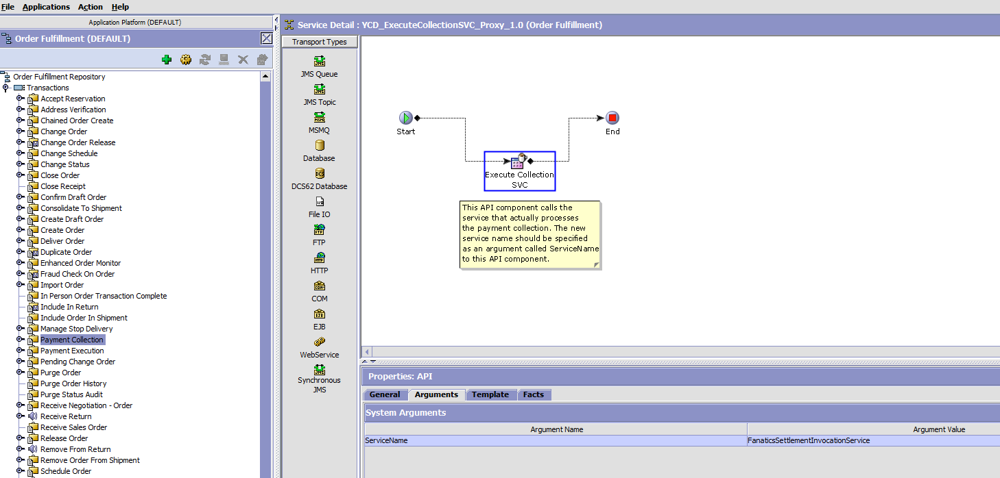 File Applications Action Help
Application Platform (DEFAULT)
Order Fulfillment (DEFAULT)
Order Fulfillment Repository
Transactions
Accept Reservation
Address Verification
Chained Order Create
Change Order
Change Order Release
Change Schedule
Change Status
Close Order
Close Receipt
Confirm Draft Order
Consolidate To Shipment
Create Draft Order
Create Order
Deliver Order
Duplicate Order
Enhanced Order Monitor
Fraud Check On Order
Import Order
In Person Order Transaction Complete
Include In Return
Include Order In Shipment
Manage Stop Delivery
Payment Collection
Payment Execution
Pending Change Order
Purge Order
Purge Order History
Purge Status Audit
Receive Negotiation - Order
Receive Return
Receive Sales Order
Release Order
Remove From Return
Remove Order From Shipment
Schedule Order
Service Detail : YCD_ExecuteCollectionSVC_Proxy_1.0 (Order Fulfillment)
Transport Types
JMS
JMS Queue
JMS
JMS Topic
MSMQ
MSMQ
Database
DCS
DCS62 Database
I/O
File IO
FTP
FTP
HTTP
HTTP
COM+
COM
EJB
EJB
WebService
JMS
Synchronous
JMS
Start
End
Execute Collection
SVC
This API component calls the
service that actually processes
the payment collection. The new
service name should be specified
as an argument called ServiceName
to this API component.
Properties: API
General Arguments Template Facts
System Arguments
Argument Name Argument Value
ServiceName FanaticsSettlementInvocationService